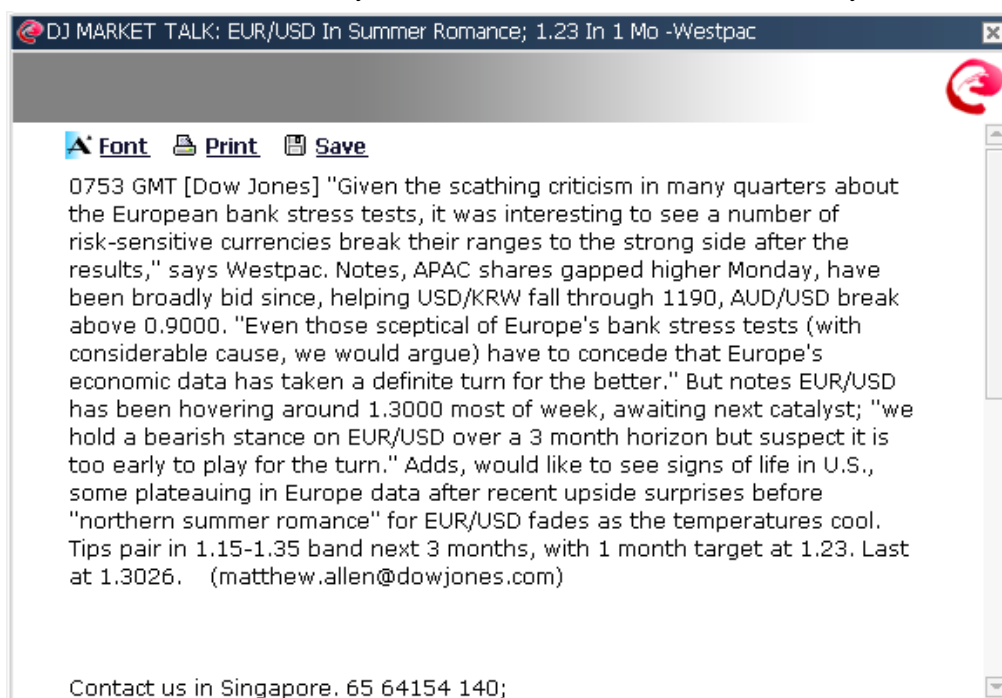 DJ MARKET TALK: EUR/USD In Summer Romance; 1.23 In 1 Mo -Westpac
Font Print Save
0753 GMT [Dow Jones] "Given the scathing criticism in many quarters about
the European bank stress tests, it was interesting to see a number of
risk-sensitive currencies break their ranges to the strong side after the
results," says Westpac. Notes, APAC shares gapped higher Monday, have
been broadly bid since, helping USD/KRW fall through 1190, AUD/USD break
above 0.9000. "Even those sceptical of Europe's bank stress tests (with
considerable cause, we would argue) have to concede that Europe's
economic data has taken a definite turn for the better." But notes EUR/USD
has been hovering around 1.3000 most of week, awaiting next catalyst; "we
hold a bearish stance on EUR/USD over a 3 month horizon but suspect it is
too early to play for the turn." Adds, would like to see signs of life in U.S.,
some plateauing in Europe data after recent upside surprises before
"northern summer romance" for EUR/USD fades as the temperatures cool.
Tips pair in 1.15-1.35 band next 3 months, with 1 month target at 1.23. Last
at 1.3026. (matthew.allen@dowjones.com)
Contact us in Singapore. 65 64154 140;